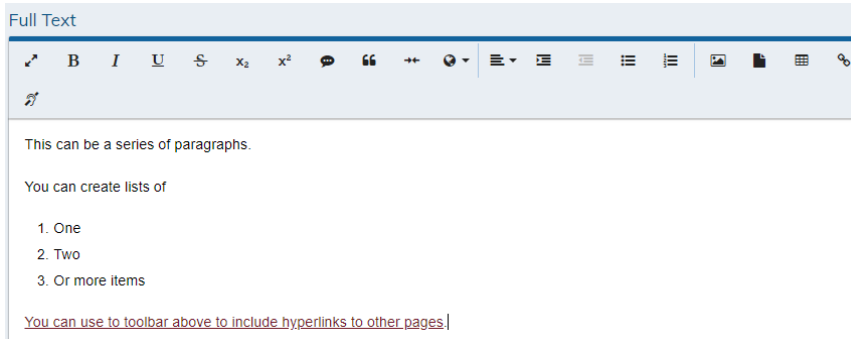 Full Text
B I U S x₂ x²
This can be a series of paragraphs.
You can create lists of
1. One
2. Two
3. Or more items
You can use to toolbar above to include hyperlinks to other pages.